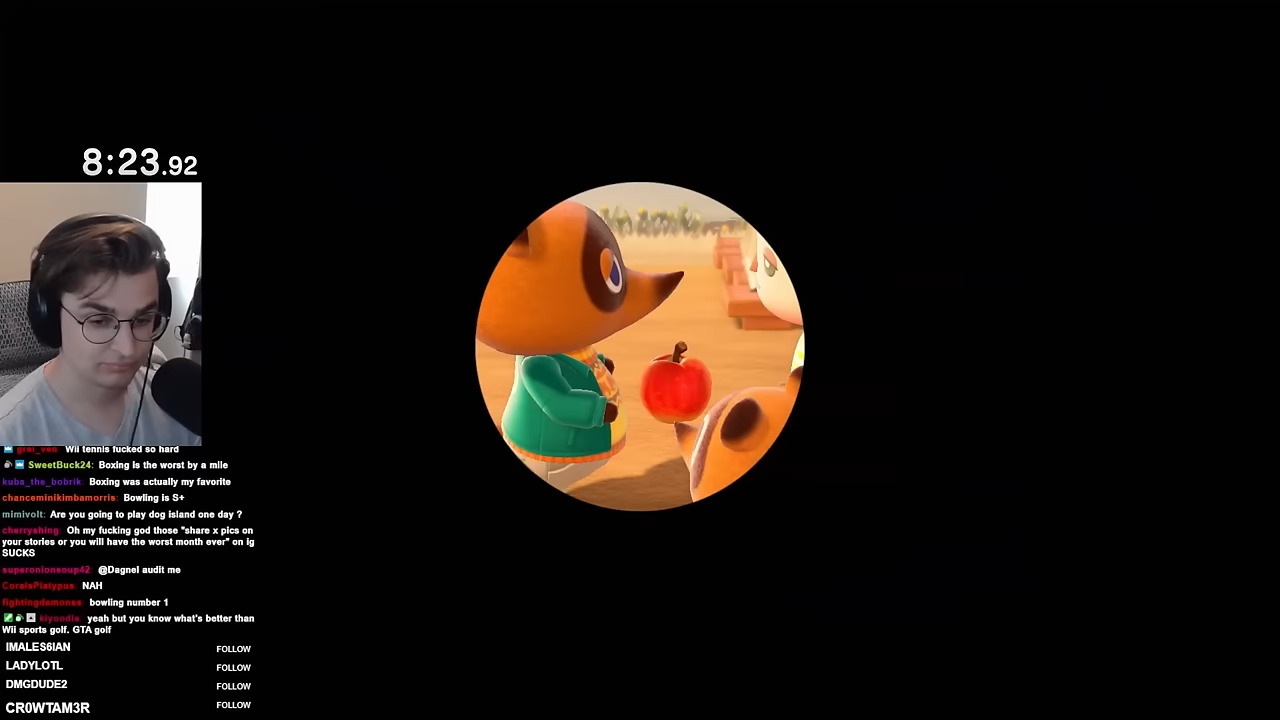 8:23.92
grai_ven: Wii tennis fucked so hard
SweetBuck24: Boxing is the worst by a mile
kuba_the_bobrik: Boxing was actually my favorite
chanceminikimbamorris: Bowling is S+
mimivolt: Are you going to play dog island one day ?
cherryshing: Oh my fucking god those "share x pics on
your stories or you will have the worst month ever" on ig
SUCKS
superonionsoup42: @Dagnel audit me
CoralsPlatypus: NAH
fightingdemonss: bowling number 1
kiyondis: yeah but you know what's better than
Wii sports golf. GTA golf
IMALES6IAN FOLLOW
LADYLOTL FOLLOW
DMGDUDE2 FOLLOW
CR0WTAM3R FOLLOW